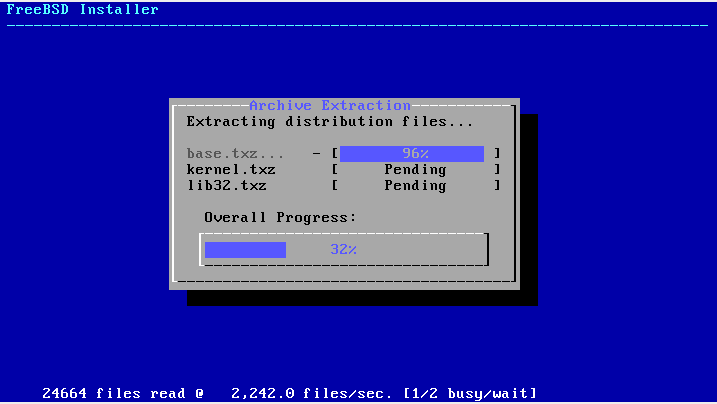 FreeBSD Installer
Archive Extraction
Extracting distribution files...
base.txz... - [ 96% ]
kernel.txz [ Pending ]
lib32.txz [ Pending ]
Overall Progress:
32%
24664 files read @ 2,242.0 files/sec. [1/2 busy/wait]